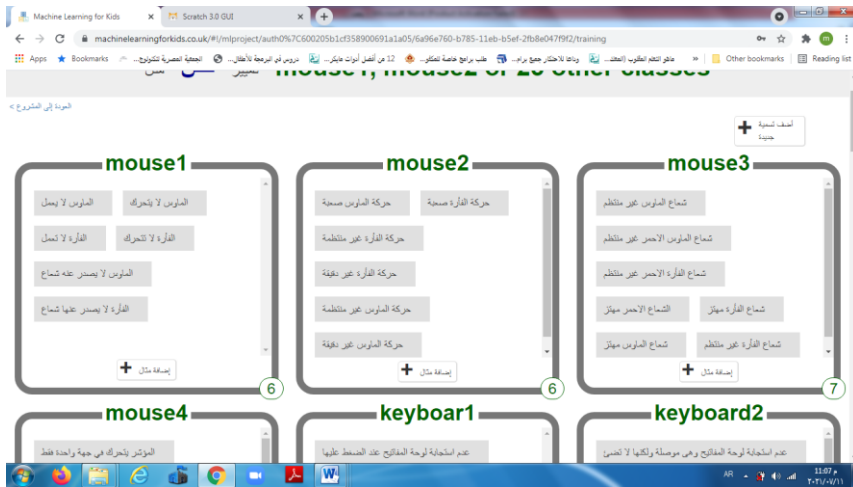 Machine Learning for Kids
Scratch 3.0 GUI
machinelearningforkids.co.uk/#!/mlproject/auth0%7C600205b1cf358900691a1a05/6a96e760-b785-11eb-b5ef-2fb8e047f9f2/training
Apps
Bookmarks
Other bookmarks
Reading list
mouse1, mouse2 or 20 other classes
العودة إلى المشروع >
أضف تسمية
جديدة
mouse1
mouse2
mouse3
الماوس لا يعمل
الماوس لا يتحرك
الفأرة لا تعمل
الفأرة لا تتحرك
الماوس لا يصدر عنه شعاع
الفأرة لا يصدر عنها شعاع
إضافة مثال
6
حركة الماوس صعبة
حركة الفأرة صعبة
حركة الفأرة غير منتظمة
حركة الفأرة غير دقيقة
حركة الماوس غير منتظمة
حركة الماوس غير دقيقة
إضافة مثال
6
شعاع الماوس غير منتظم
شعاع الماوس الاحمر غير منتظم
شعاع الفأرة الاحمر غير منتظم
الشعاع الاحمر مهتز
شعاع الفأرة مهتز
شعاع الماوس مهتز
شعاع الفأرة غير منتظم
إضافة مثال
7
mouse4
keyboar1
keyboard2
المؤشر يتحرك في جهة واحدة فقط
عدم استجابة لوحة المفاتيح عند الضغط عليها
عدم استجابة لوحة المفاتيح وهى موصلة ولكنها لا تضئ
AR
11:07 م
٢٠٢١/٠٧/١١